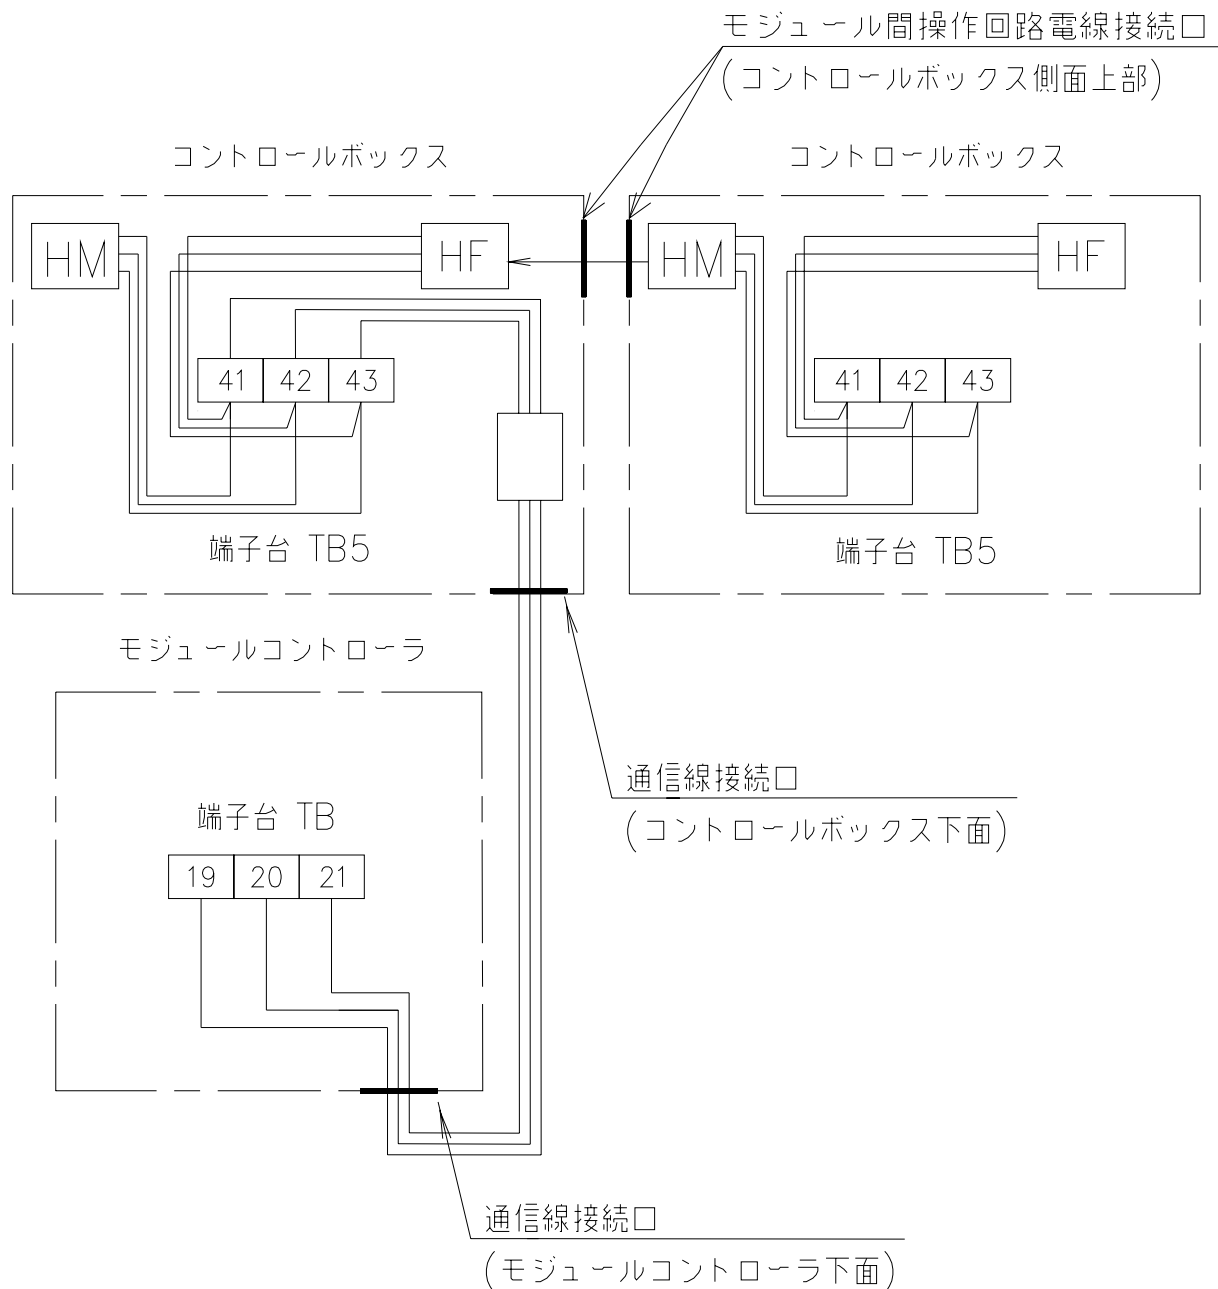 モジュール間操作回路電線接続口
(コントロールボックス側面上部)
コントロールボックス
コントロールボックス
HM
HF
HM
HF
41 42 43
41 42 43
端子台 TB5
端子台 TB5
モジュールコントローラ
通信線接続口
(コントロールボックス下面)
端子台 TB
19 20 21
通信線接続口
(モジュールコントローラ下面)